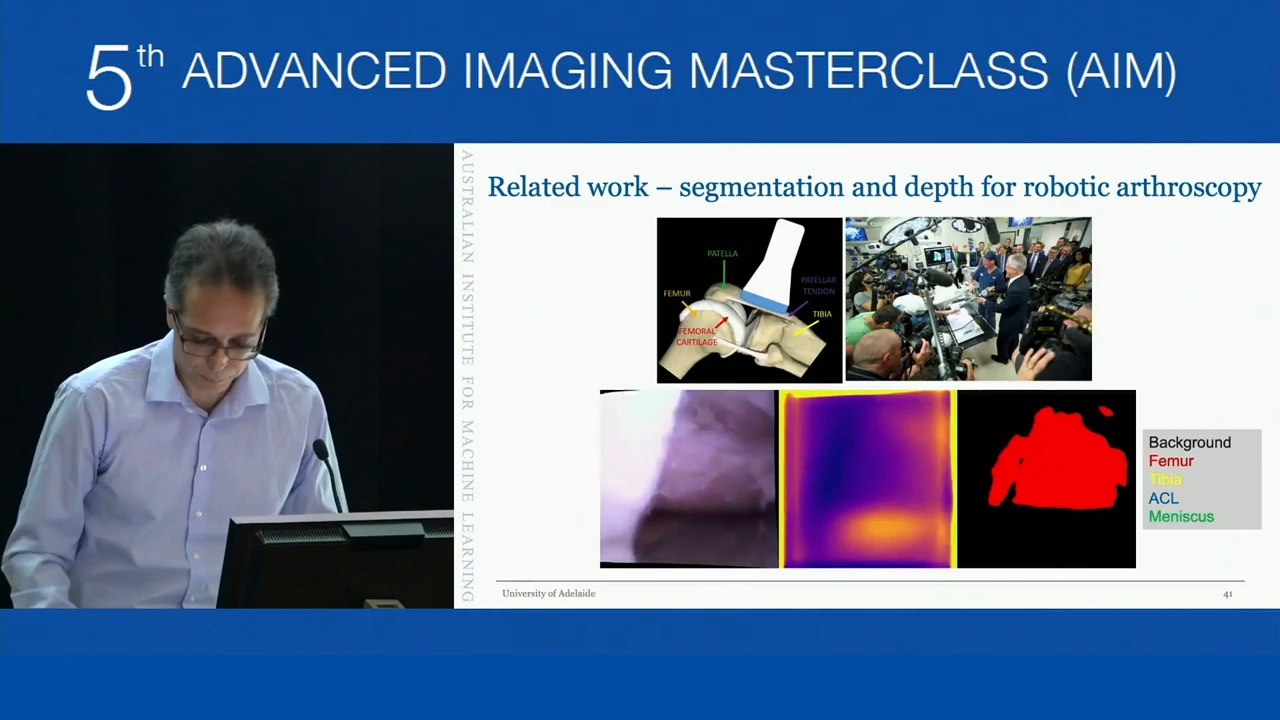 5th ADVANCED IMAGING MASTERCLASS (AIM)
AUSTRALIAN INSTITUTE FOR MACHINE LEARNING
Related work – segmentation and depth for robotic arthroscopy
PATELLA
PATELLAR
TENDON
FEMUR
TIBIA
FEMORAL
CARTILAGE
Background
Femur
Tibia
ACL
Meniscus
University of Adelaide
41